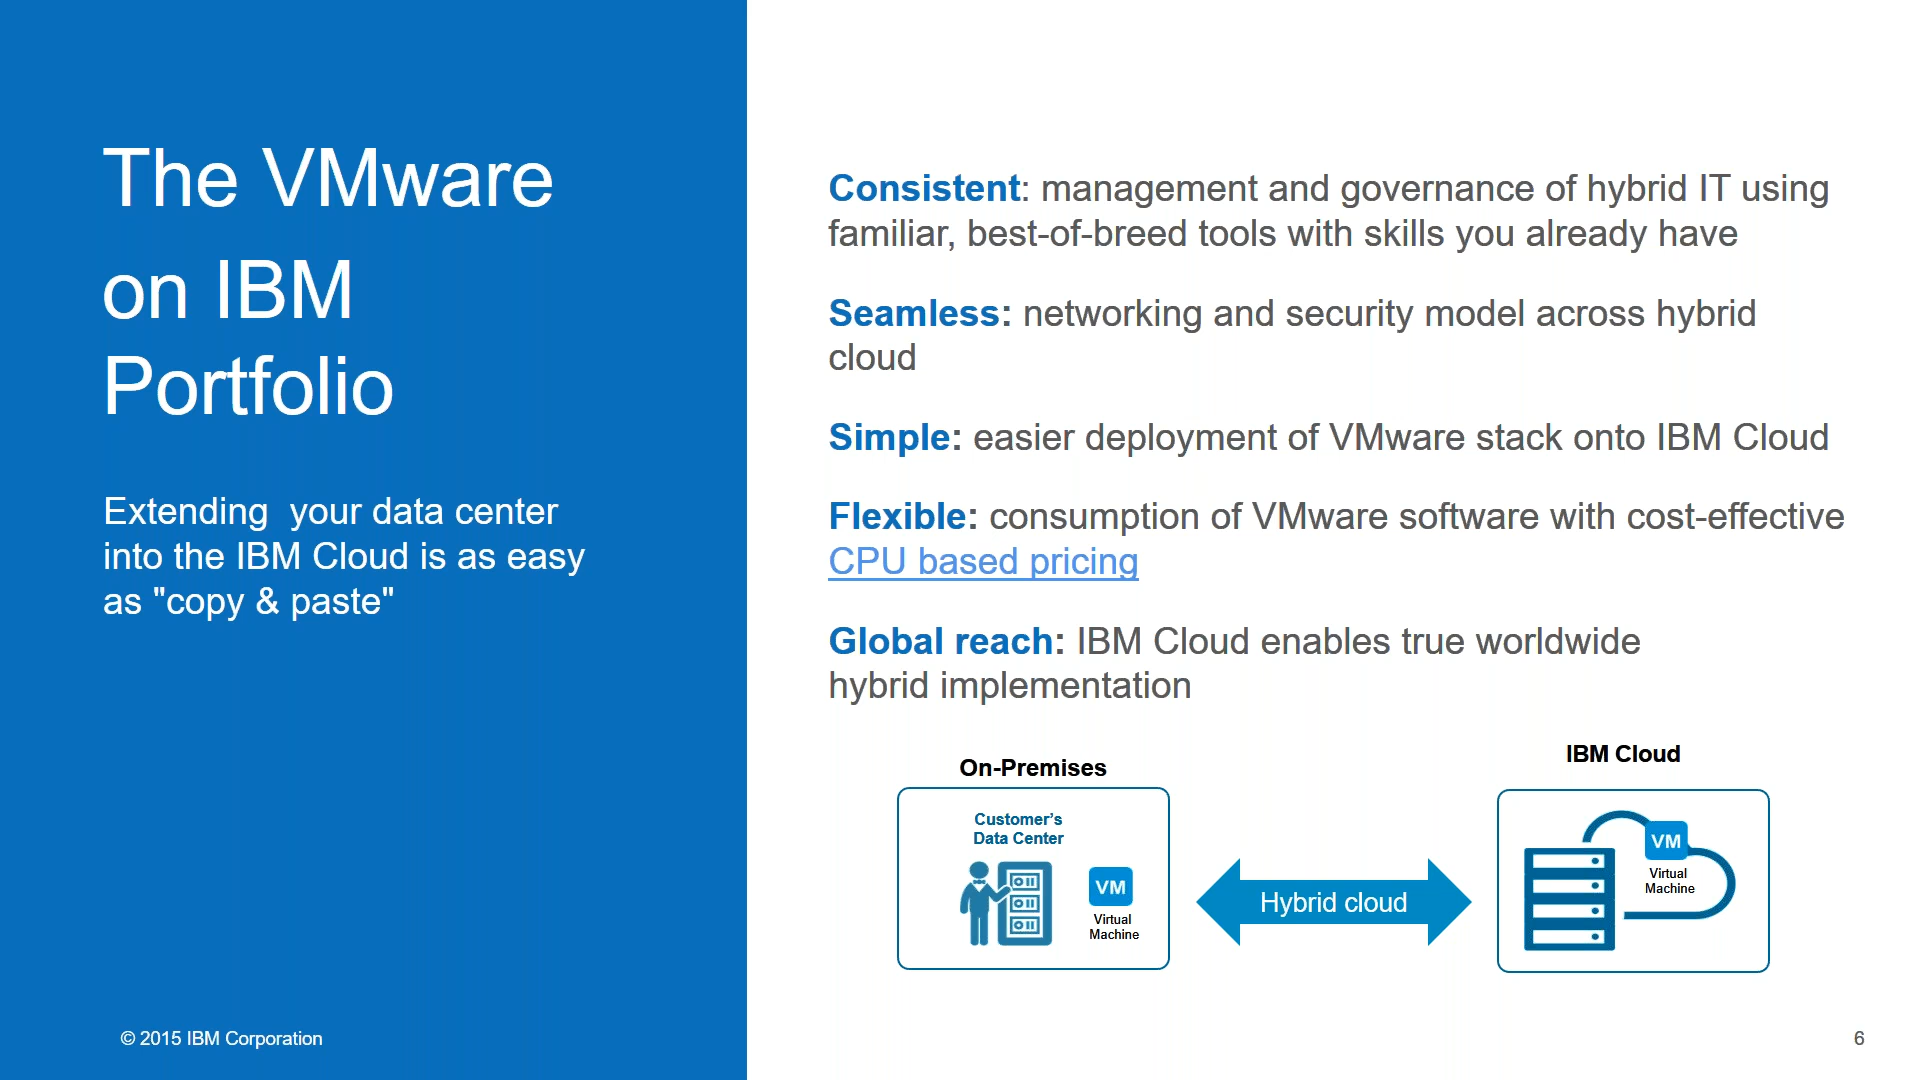 The VMware
on IBM
Portfolio
Extending  your data center
into the IBM Cloud is as easy
as "copy & paste"
© 2015 IBM Corporation
Consistent: management and governance of hybrid IT using
familiar, best-of-breed tools with skills you already have
Seamless: networking and security model across hybrid
cloud
Simple: easier deployment of VMware stack onto IBM Cloud
Flexible: consumption of VMware software with cost-effective
CPU based pricing
Global reach: IBM Cloud enables true worldwide
hybrid implementation
On-Premises
Customer’s
Data Center
VM
Virtual
Machine
Hybrid cloud
IBM Cloud
VM
Virtual
Machine
6